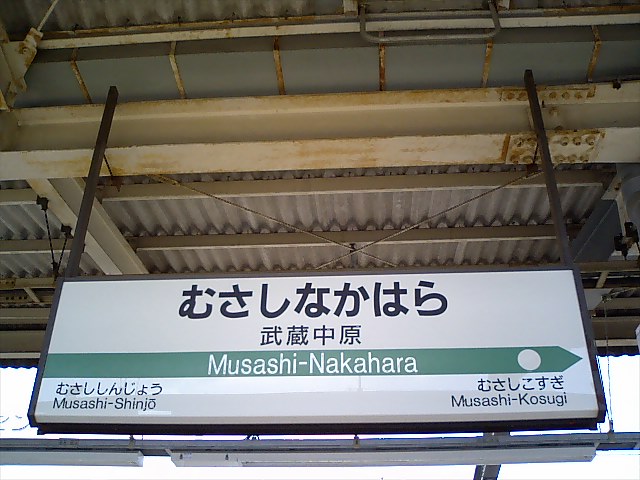 むさしなかはら
武蔵中原
Musashi-Nakahara
むさししんじょう
Musashi-Shinjō
むさしこすぎ
Musashi-Kosugi